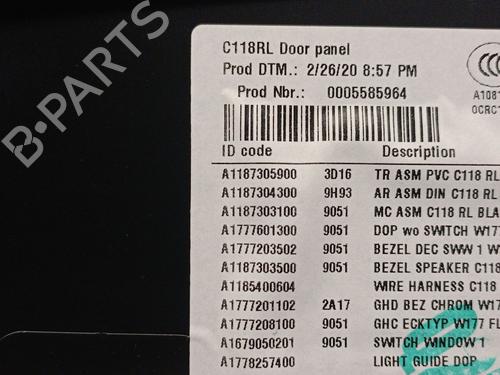 C118RL Door panel
Prod DTM.: 2/26/20 8:57 PM
Prod Nbr.: 0005585964
A1081
0CRC1
ID code Description
A1187305900 3D16 TR ASM PVC C118 RL
A1187304300 9H93 AR ASM DIN C118 RL
A1187303100 9051 MC ASM C118 RL BLA
A1777601300 9051 DOP wo SWITCH W177
A1777203502 9051 BEZEL DEC SWW 1 W
A1187303500 9051 BEZEL SPEAKER C118
A1185400604 WIRE HARNESS C118
A1777201102 2A17 GHD BEZ CHROM W17
A1777208100 9051 GHC ECKTYP W177 FL
A1679050201 9051 SWITCH WINDOW 1
A1778257400 LIGHT GUIDE DOP
B-PARTS